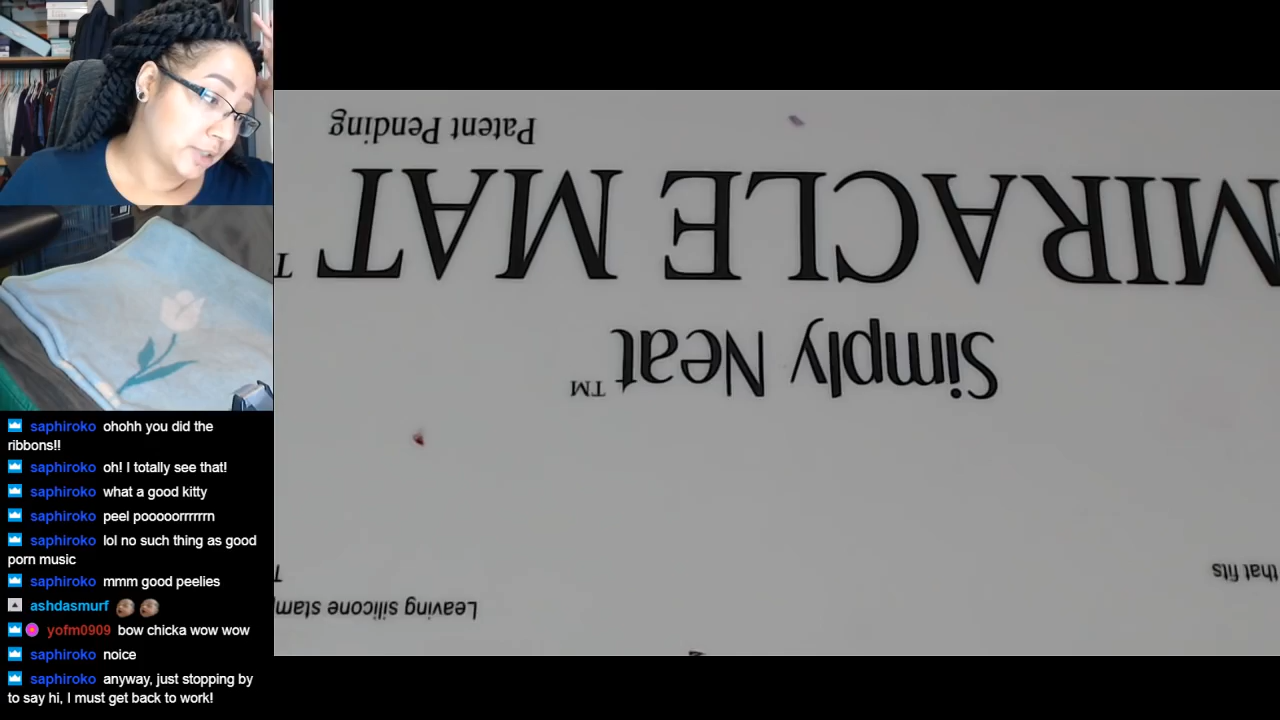 Patent Pending
MIRACLE MAT
Simply Neat™
that fits
Leaving silicone stam
saphiroko ohohh you did the
ribbons!!
saphiroko oh! I totally see that!
saphiroko what a good kitty
saphiroko peel pooooorrrrrrn
saphiroko lol no such thing as good
porn music
saphiroko mmm good peelies
ashdasmurf
yofm0909 bow chicka wow wow
saphiroko noice
saphiroko anyway, just stopping by
to say hi, I must get back to work!